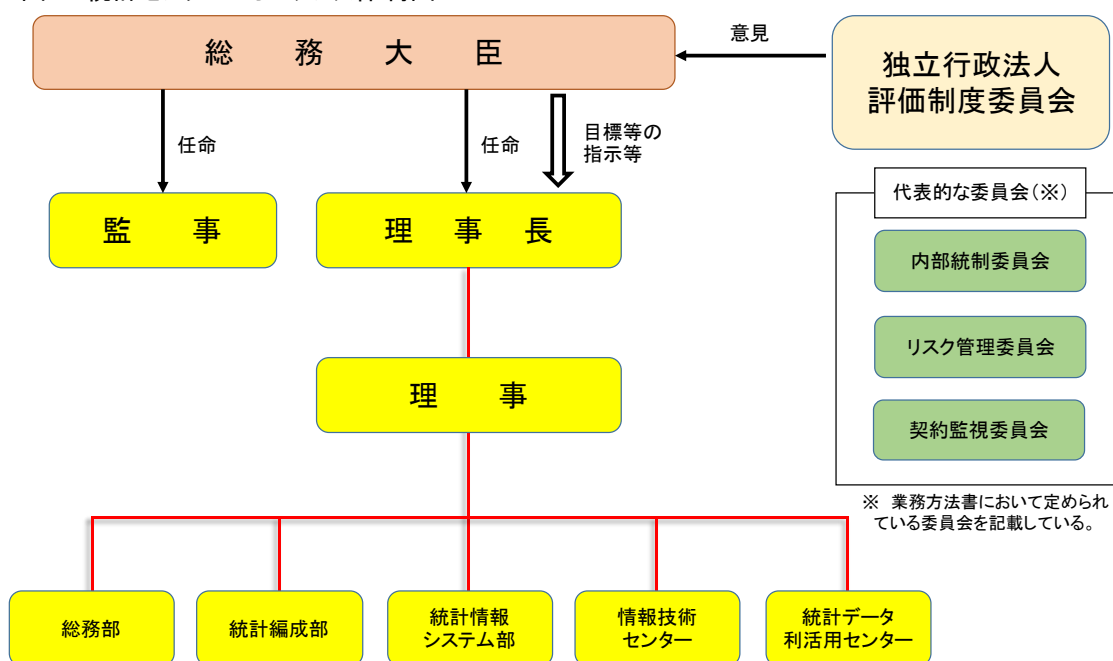 総務大臣
意見
独立行政法人
評価制度委員会
任命
任命
目標等の
指示等
監事
理事長
代表的な委員会(※)
内部統制委員会
リスク管理委員会
契約監視委員会
※ 業務方法書において定められ
ている委員会を記載している。
理事
総務部
統計編成部
統計情報
システム部
情報技術
センター
統計データ
利活用センター